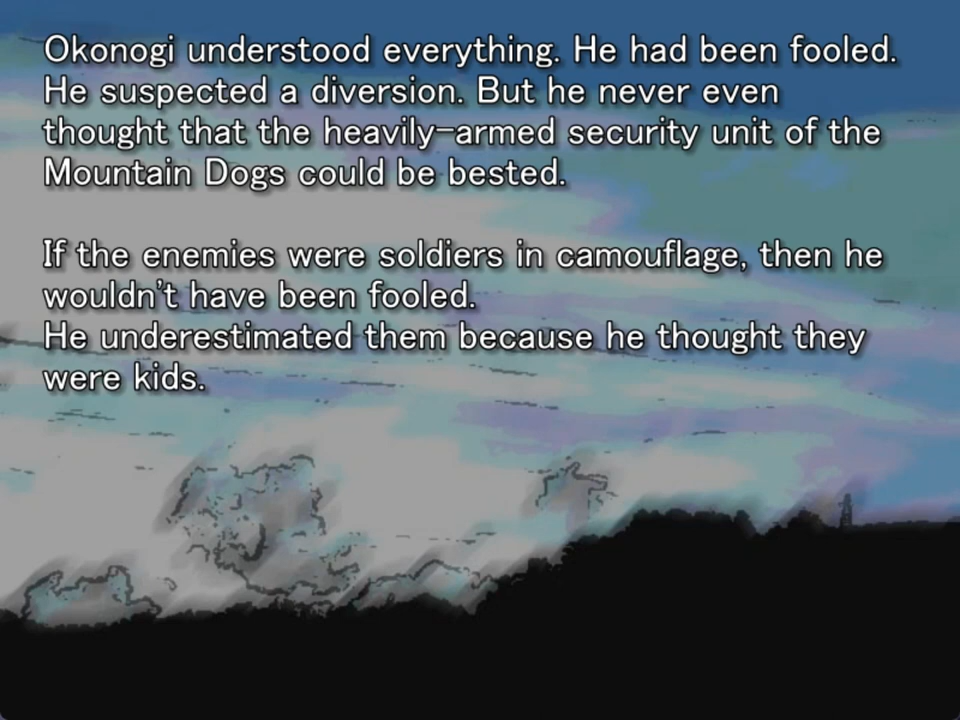 Okonogi understood everything. He had been fooled.
He suspected a diversion. But he never even
thought that the heavily-armed security unit of the
Mountain Dogs could be bested.
If the enemies were soldiers in camouflage, then he
wouldn't have been fooled.
He underestimated them because he thought they
were kids.